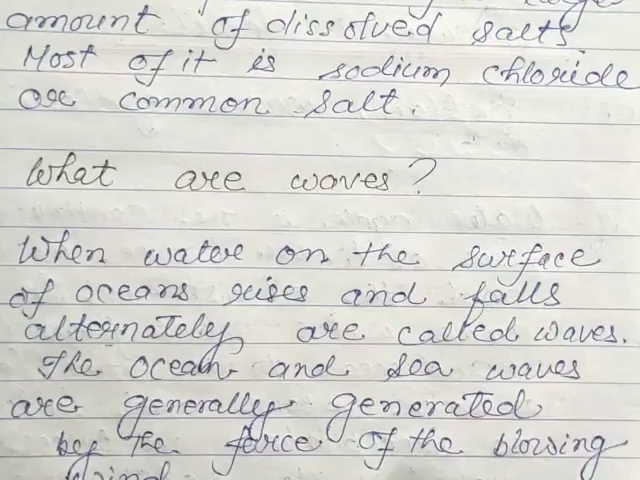 amount of dissolved salts.
Most of it is sodium chloride
or common salt.
What are waves?
When water on the surface
of oceans rises and falls
alternately are called waves.
The ocean and sea waves
are generally generated
by the force of the blowing
wind.